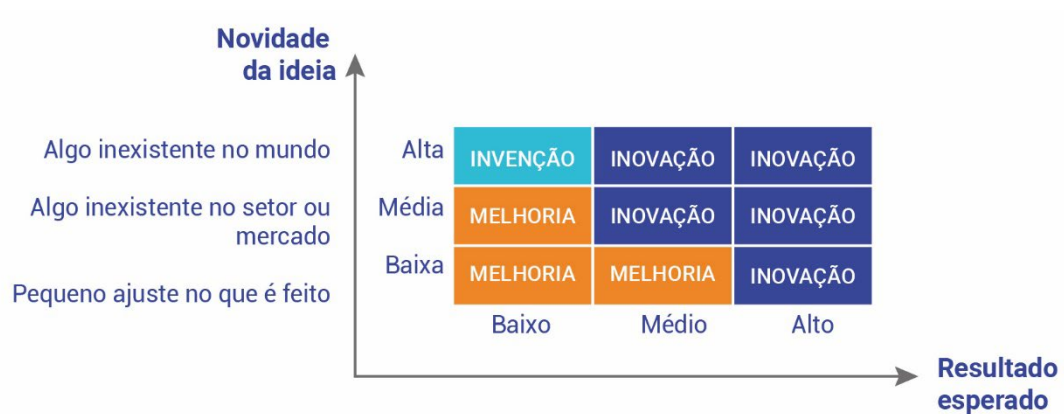 Novidade
da ideia
Algo inexistente no mundo
Alta
INVENÇÃO
INOVAÇÃO
INOVAÇÃO
Algo inexistente no setor ou
mercado
Média
MELHORIA
INOVAÇÃO
INOVAÇÃO
Pequeno ajuste no que é feito
Baixa
MELHORIA
MELHORIA
INOVAÇÃO
Baixo
Médio
Alto
Resultado
esperado